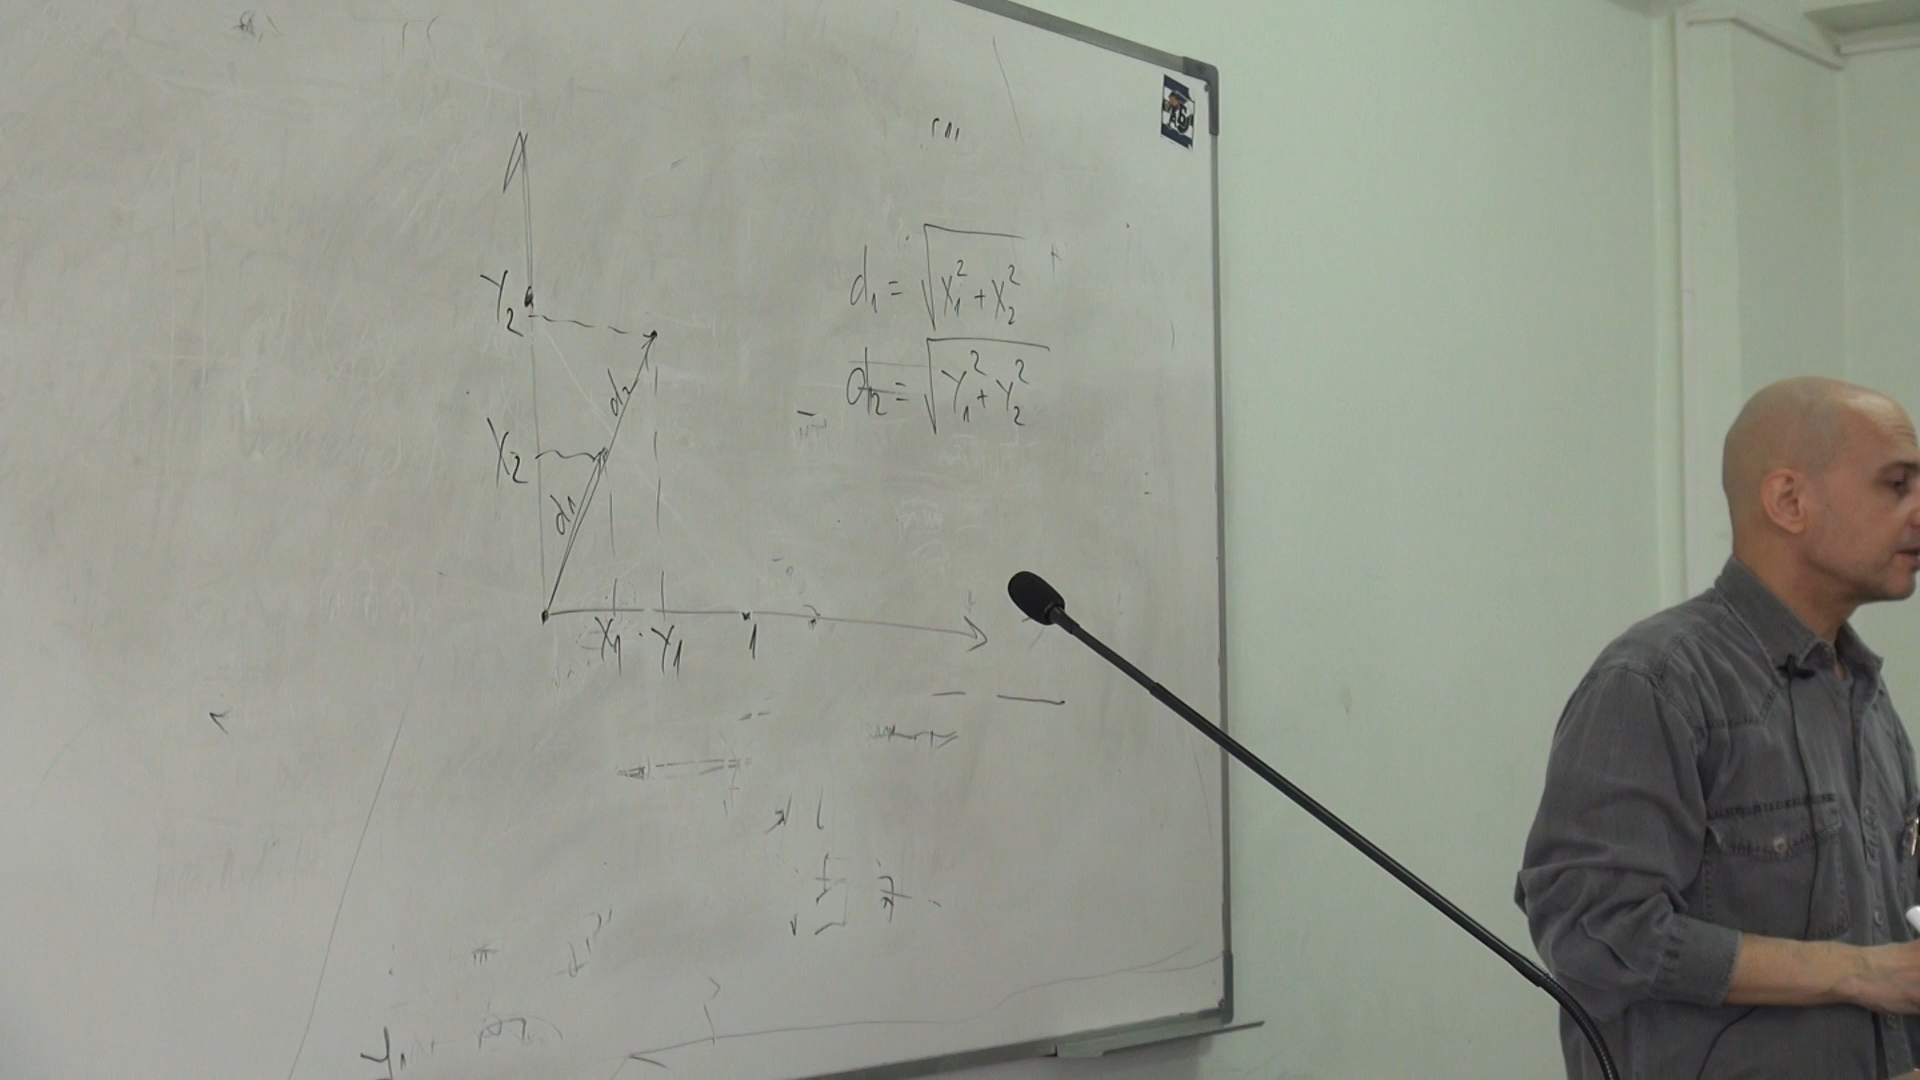 Y₂
d₂
X₂
d₁
X₁ Y₁ 1
d₁ = √(X₁² + X₂²)
d₂ = √(Y₁² + Y₂²)